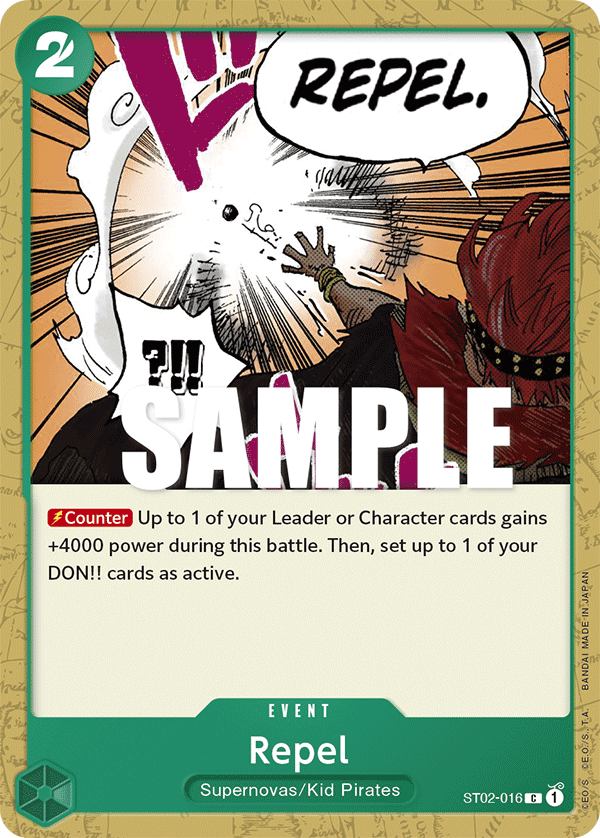 2
REPEL.
?!!
SAMPLE
Counter Up to 1 of your Leader or Character cards gains
+4000 power during this battle. Then, set up to 1 of your
DON!! cards as active.
EVENT
Repel
Supernovas/Kid Pirates
ST02-016 C 1
©E.O./S., ©E.O./S.,T.A. BANDAI MADE IN JAPAN